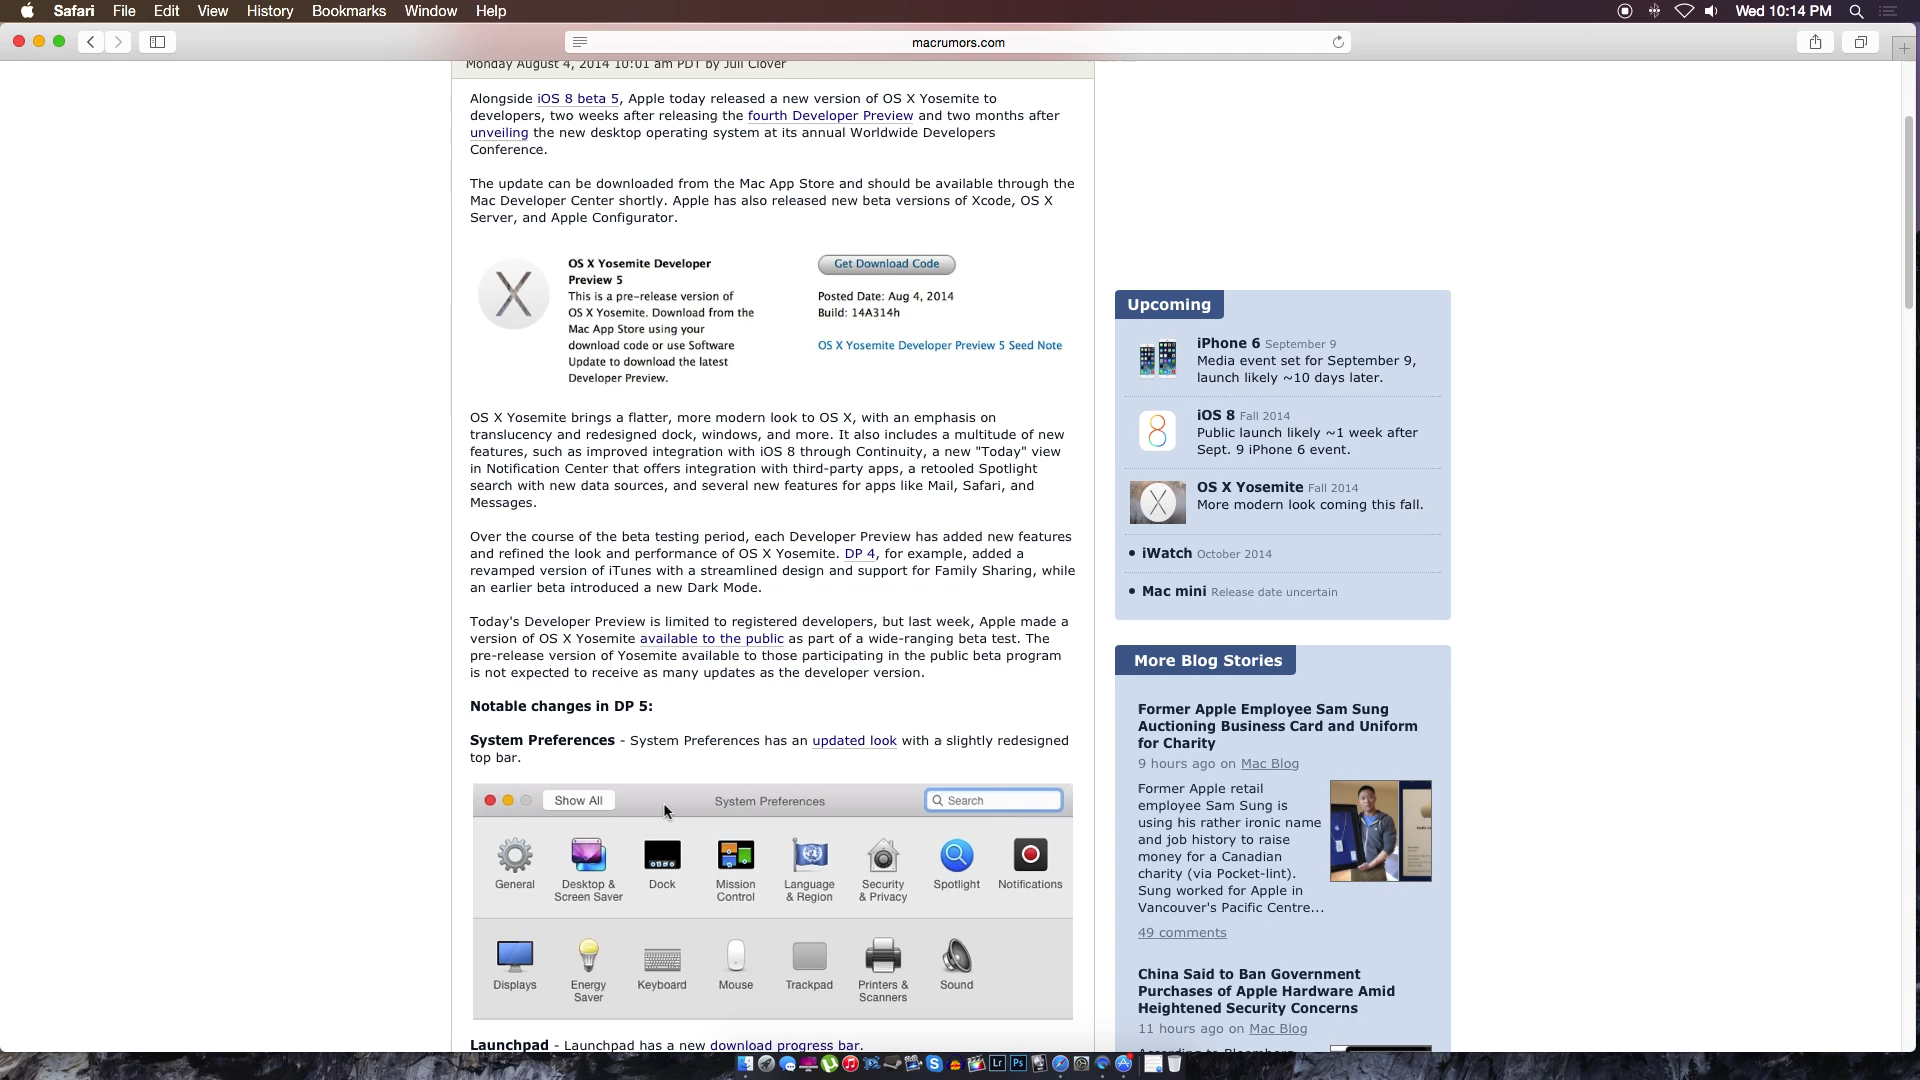 Safari File Edit View History Bookmarks Window Help
Wed 10:14 PM
macrumors.com
Monday August 4, 2014 10:01 am PDT by Juli Clover
Alongside iOS 8 beta 5, Apple today released a new version of OS X Yosemite to
developers, two weeks after releasing the fourth Developer Preview and two months after
unveiling the new desktop operating system at its annual Worldwide Developers
Conference.
The update can be downloaded from the Mac App Store and should be available through the
Mac Developer Center shortly. Apple has also released new beta versions of Xcode, OS X
Server, and Apple Configurator.
OS X Yosemite Developer
Preview 5
This is a pre-release version of
OS X Yosemite. Download from the
Mac App Store using your
download code or use Software
Update to download the latest
Developer Preview.
Get Download Code
Posted Date: Aug 4, 2014
Build: 14A314h
OS X Yosemite Developer Preview 5 Seed Note
OS X Yosemite brings a flatter, more modern look to OS X, with an emphasis on
translucency and redesigned dock, windows, and more. It also includes a multitude of new
features, such as improved integration with iOS 8 through Continuity, a new "Today" view
in Notification Center that offers integration with third-party apps, a retooled Spotlight
search with new data sources, and several new features for apps like Mail, Safari, and
Messages.
Over the course of the beta testing period, each Developer Preview has added new features
and refined the look and performance of OS X Yosemite. DP 4, for example, added a
revamped version of iTunes with a streamlined design and support for Family Sharing, while
an earlier beta introduced a new Dark Mode.
Today's Developer Preview is limited to registered developers, but last week, Apple made a
version of OS X Yosemite available to the public as part of a wide-ranging beta test. The
pre-release version of Yosemite available to those participating in the public beta program
is not expected to receive as many updates as the developer version.
Notable changes in DP 5:
System Preferences - System Preferences has an updated look with a slightly redesigned
top bar.
Show All
System Preferences
Search
General
Desktop &
Screen Saver
Dock
Mission
Control
Language
& Region
Security
& Privacy
Spotlight
Notifications
Displays
Energy
Saver
Keyboard
Mouse
Trackpad
Printers &
Scanners
Sound
Launchpad - Launchpad has a new download progress bar.
Upcoming
iPhone 6 September 9
Media event set for September 9,
launch likely ~10 days later.
8
iOS 8 Fall 2014
Public launch likely ~1 week after
Sept. 9 iPhone 6 event.
OS X Yosemite Fall 2014
More modern look coming this fall.
• iWatch October 2014
• Mac mini Release date uncertain
More Blog Stories
Former Apple Employee Sam Sung
Auctioning Business Card and Uniform
for Charity
9 hours ago on Mac Blog
Former Apple retail
employee Sam Sung is
using his rather ironic name
and job history to raise
money for a Canadian
charity (via Pocket-lint).
Sung worked for Apple in
Vancouver's Pacific Centre...
49 comments
China Said to Ban Government
Purchases of Apple Hardware Amid
Heightened Security Concerns
11 hours ago on Mac Blog
According to Bloomberg
Lr
Ps